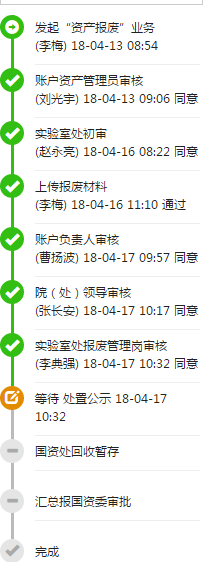 发起“资产报废”业务
(李梅) 18-04-13 08:54
账户资产管理员审核
(刘光宇) 18-04-13 09:06 同意
实验室处初审
(赵永亮) 18-04-16 08:22 同意
上传报废材料
(李梅) 18-04-16 11:10 通过
账户负责人审核
(曹扬波) 18-04-17 09:57 同意
院（处）领导审核
(张长安) 18-04-17 10:17 同意
实验室处报废管理岗审核
(李典强) 18-04-17 10:32 同意
等待 处置公示 18-04-17
10:32
国资处回收暂存
汇总报国资委审批
完成